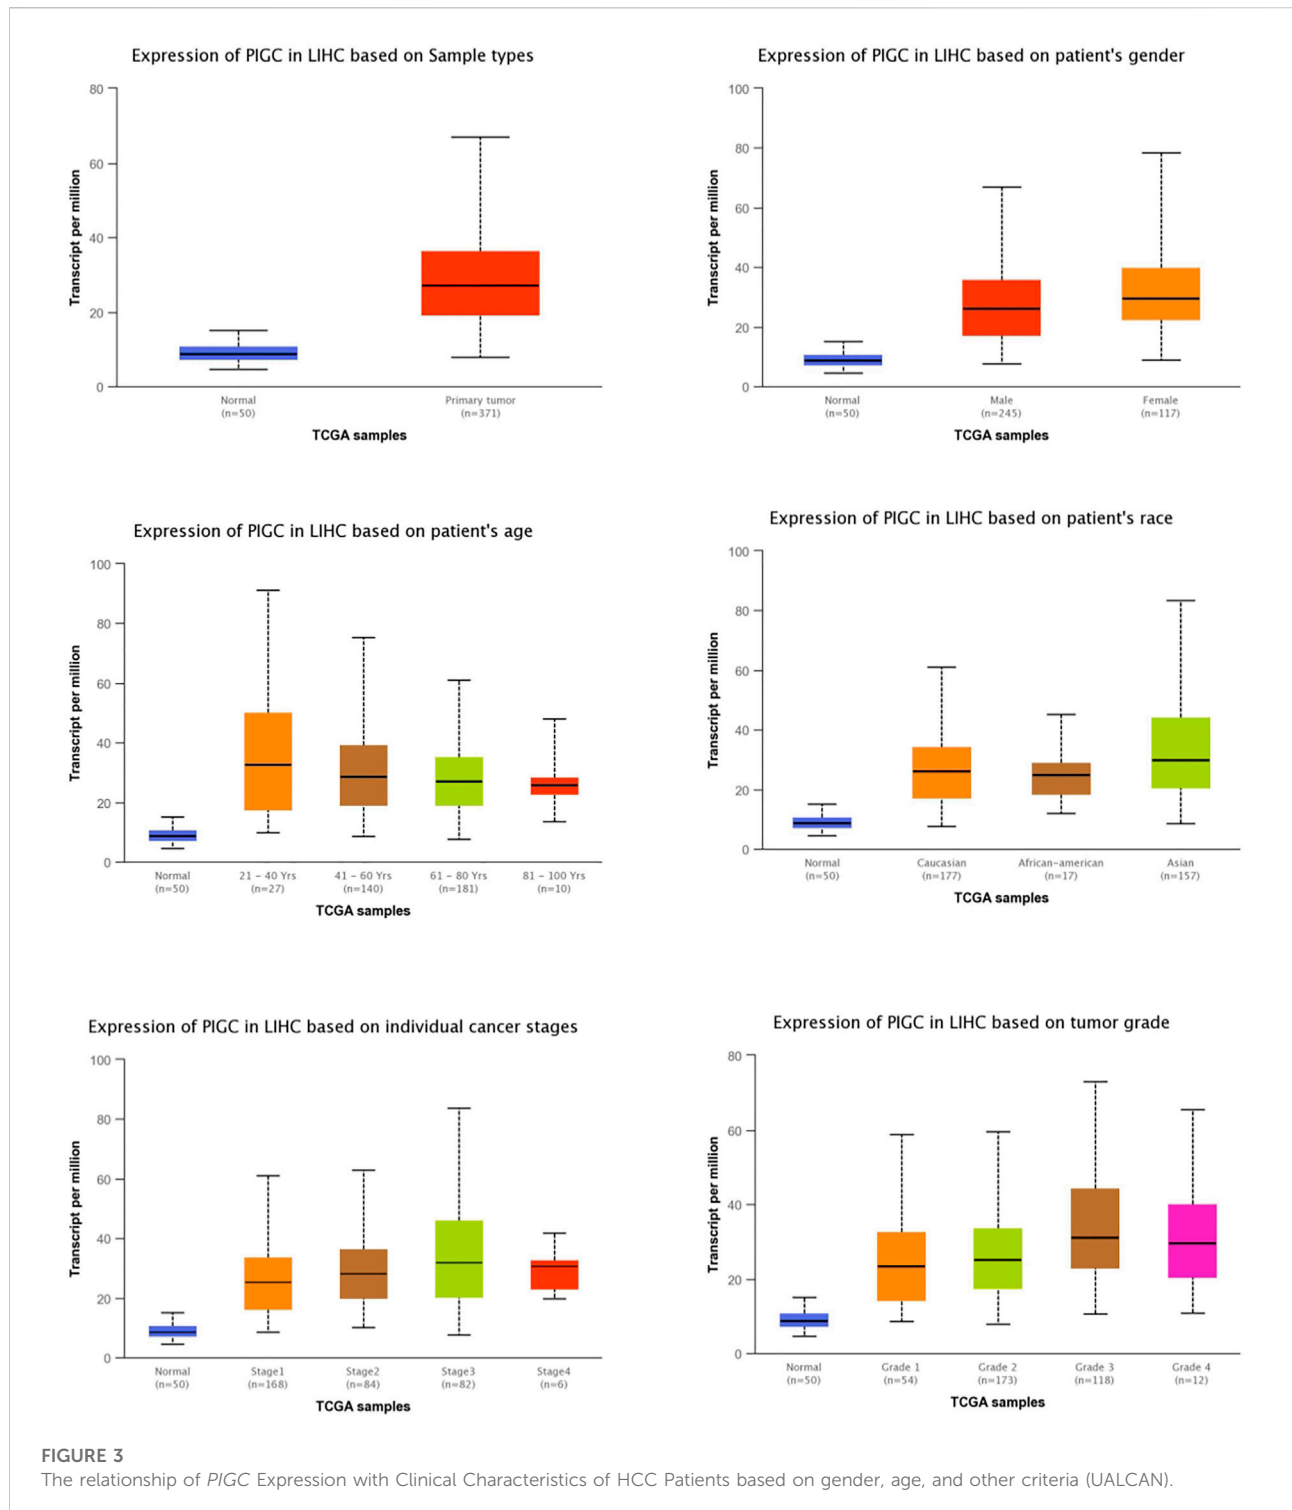 Expression of PIGC in LIHC based on Sample types
80
60
40
20
0
Transcript per million
Normal
(n=50)
Primary tumor
(n=371)
TCGA samples
Expression of PIGC in LIHC based on patient's gender
100
80
60
40
20
0
Transcript per million
Normal
(n=50)
Male
(n=245)
Female
(n=117)
TCGA samples
Expression of PIGC in LIHC based on patient's age
100
80
60
40
20
0
Transcript per million
Normal
(n=50)
21 – 40 Yrs
(n=27)
41 – 60 Yrs
(n=140)
61 – 80 Yrs
(n=181)
81 – 100 Yrs
(n=10)
TCGA samples
Expression of PIGC in LIHC based on patient's race
100
80
60
40
20
0
Transcript per million
Normal
(n=50)
Caucasian
(n=177)
African-american
(n=17)
Asian
(n=157)
TCGA samples
Expression of PIGC in LIHC based on individual cancer stages
100
80
60
40
20
0
Transcript per million
Normal
(n=50)
Stage1
(n=168)
Stage2
(n=84)
Stage3
(n=82)
Stage4
(n=6)
TCGA samples
Expression of PIGC in LIHC based on tumor grade
80
60
40
20
0
Transcript per million
Normal
(n=50)
Grade 1
(n=54)
Grade 2
(n=173)
Grade 3
(n=118)
Grade 4
(n=12)
TCGA samples
FIGURE 3
The relationship of PIGC Expression with Clinical Characteristics of HCC Patients based on gender, age, and other criteria (UALCAN).